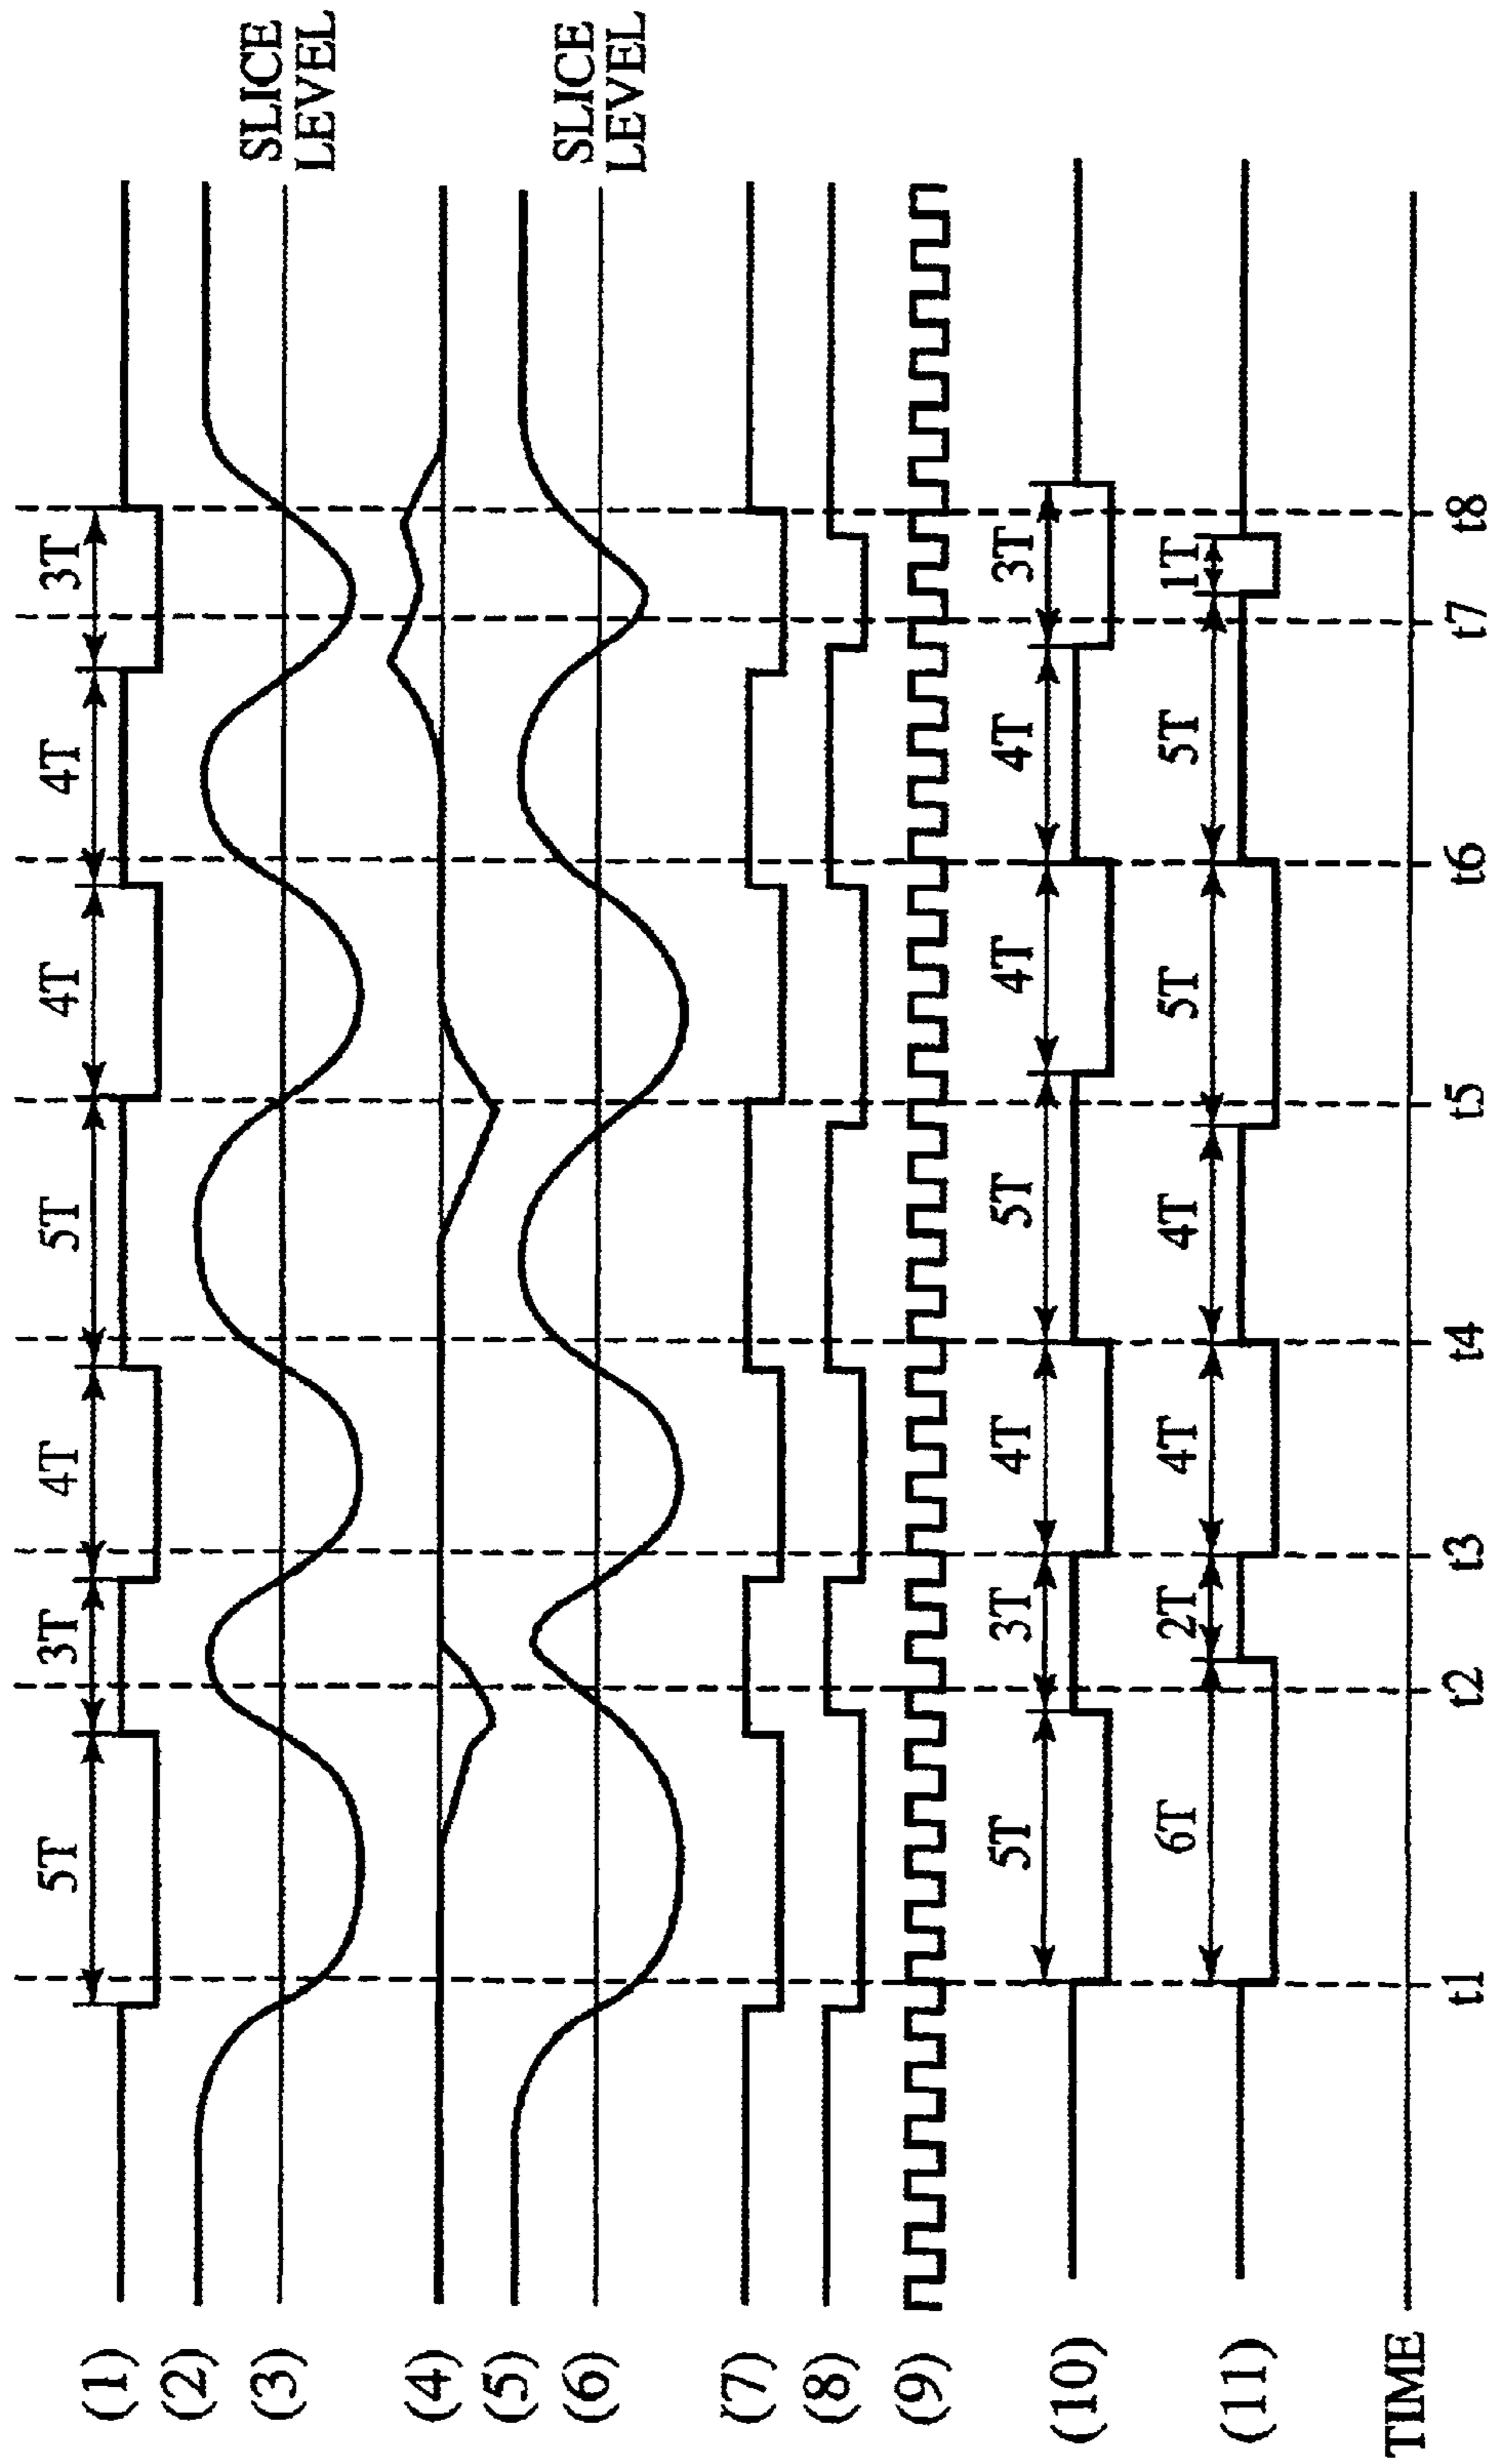 5T 3T 4T 5T 4T 4T 3T
(1)
(2)
SLICE
LEVEL
(3)
(4)
(5)
SLICE
LEVEL
(6)
(7)
(8)
(9)
5T 3T 4T 5T 4T 4T 3T
(10)
6T 2T 4T 4T 5T 5T 1T
(11)
TIME
t1 t2 t3 t4 t5 t6 t7 t8